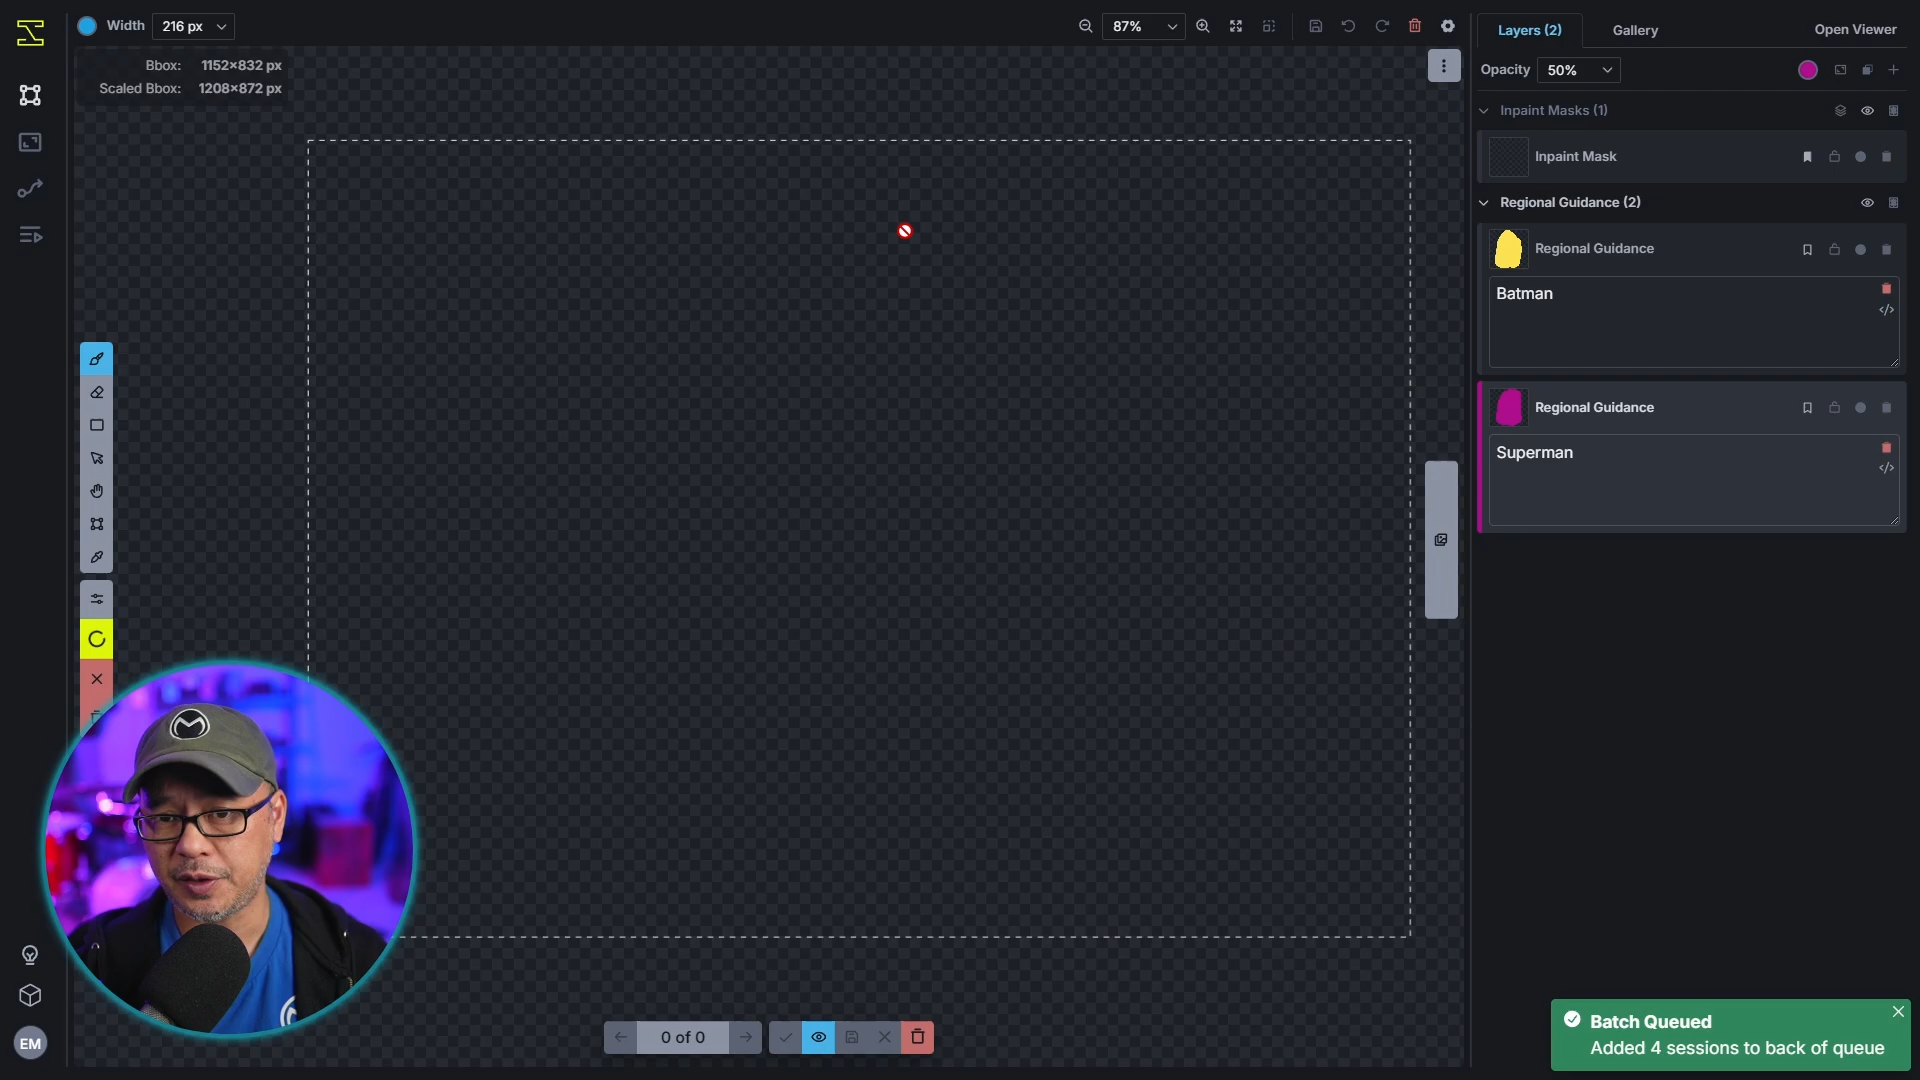 Width 216 px
87%
Layers (2) Gallery Open Viewer
Bbox: 1152×832 px
Scaled Bbox: 1208×872 px
Opacity 50%
Inpaint Masks (1)
Inpaint Mask
Regional Guidance (2)
Regional Guidance
Batman
Regional Guidance
Superman
0 of 0
EM
Batch Queued
Added 4 sessions to back of queue